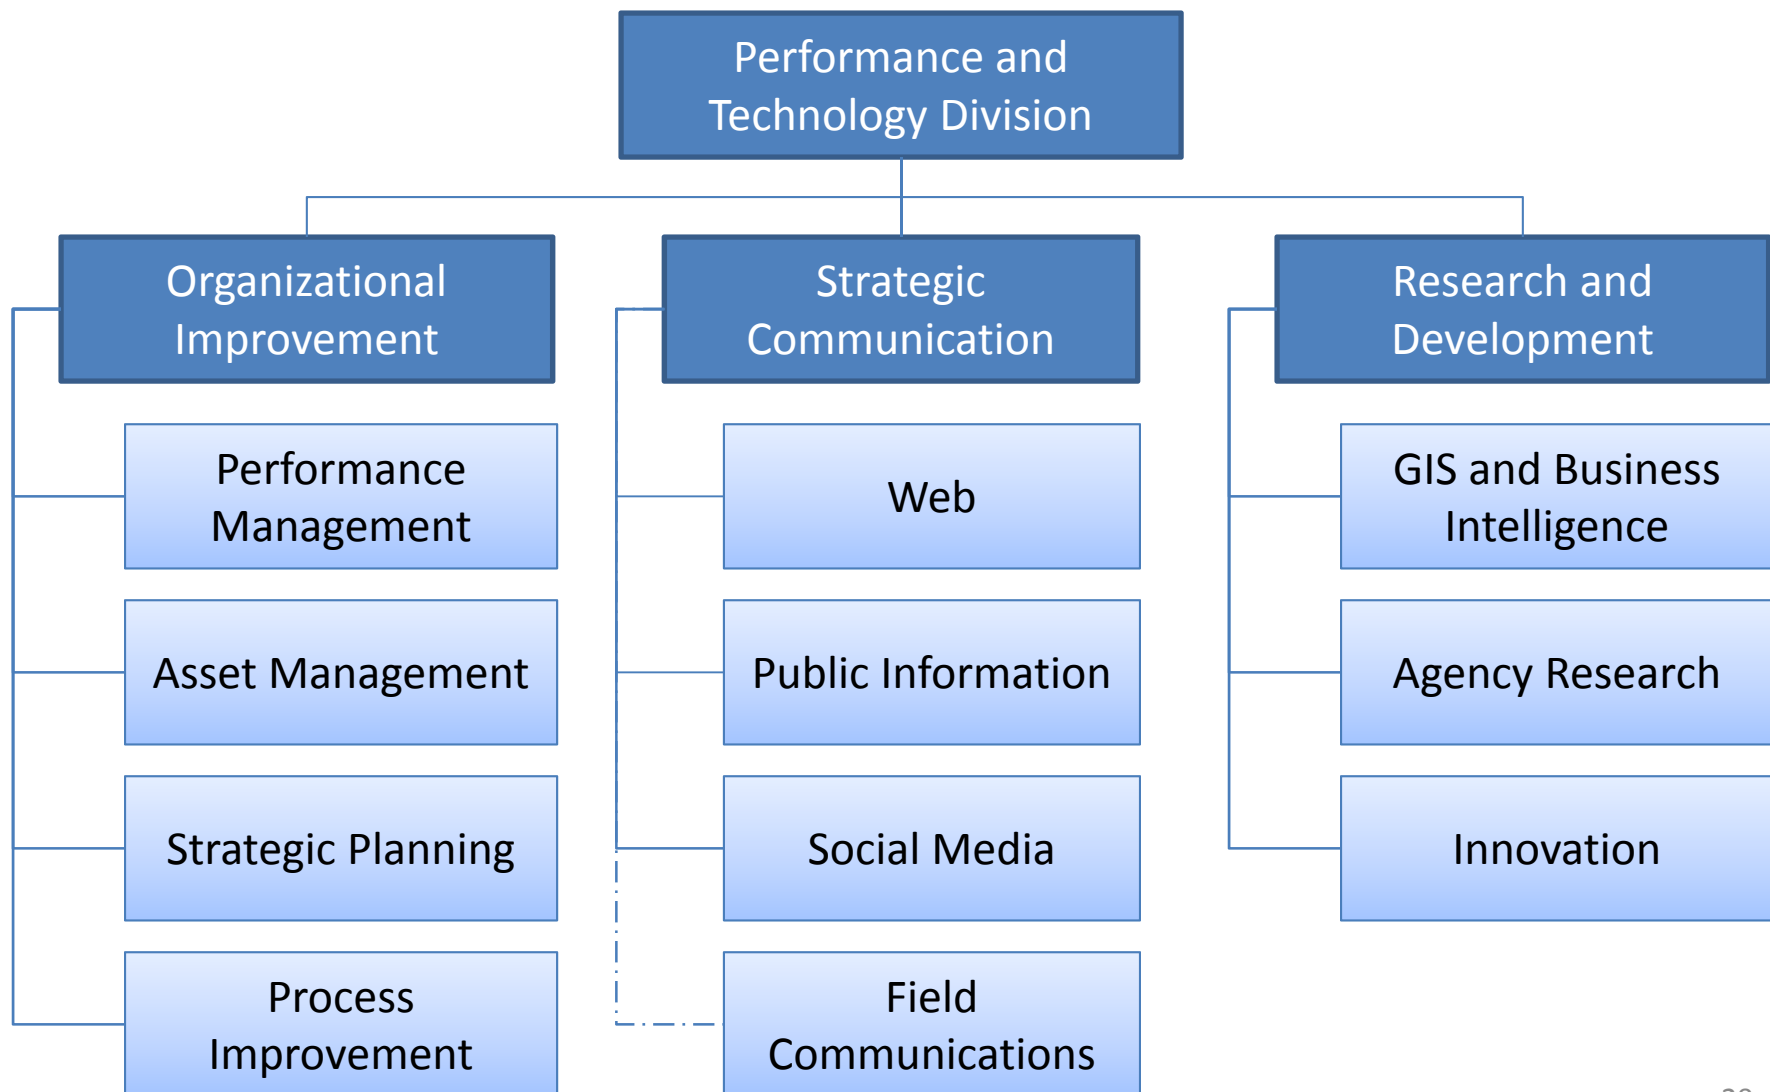 Performance and
Technology Division
Organizational
Improvement
Strategic
Communication
Research and
Development
Performance
Management
Web
GIS and Business
Intelligence
Asset Management
Public Information
Agency Research
Strategic Planning
Social Media
Innovation
Process
Improvement
Field
Communications